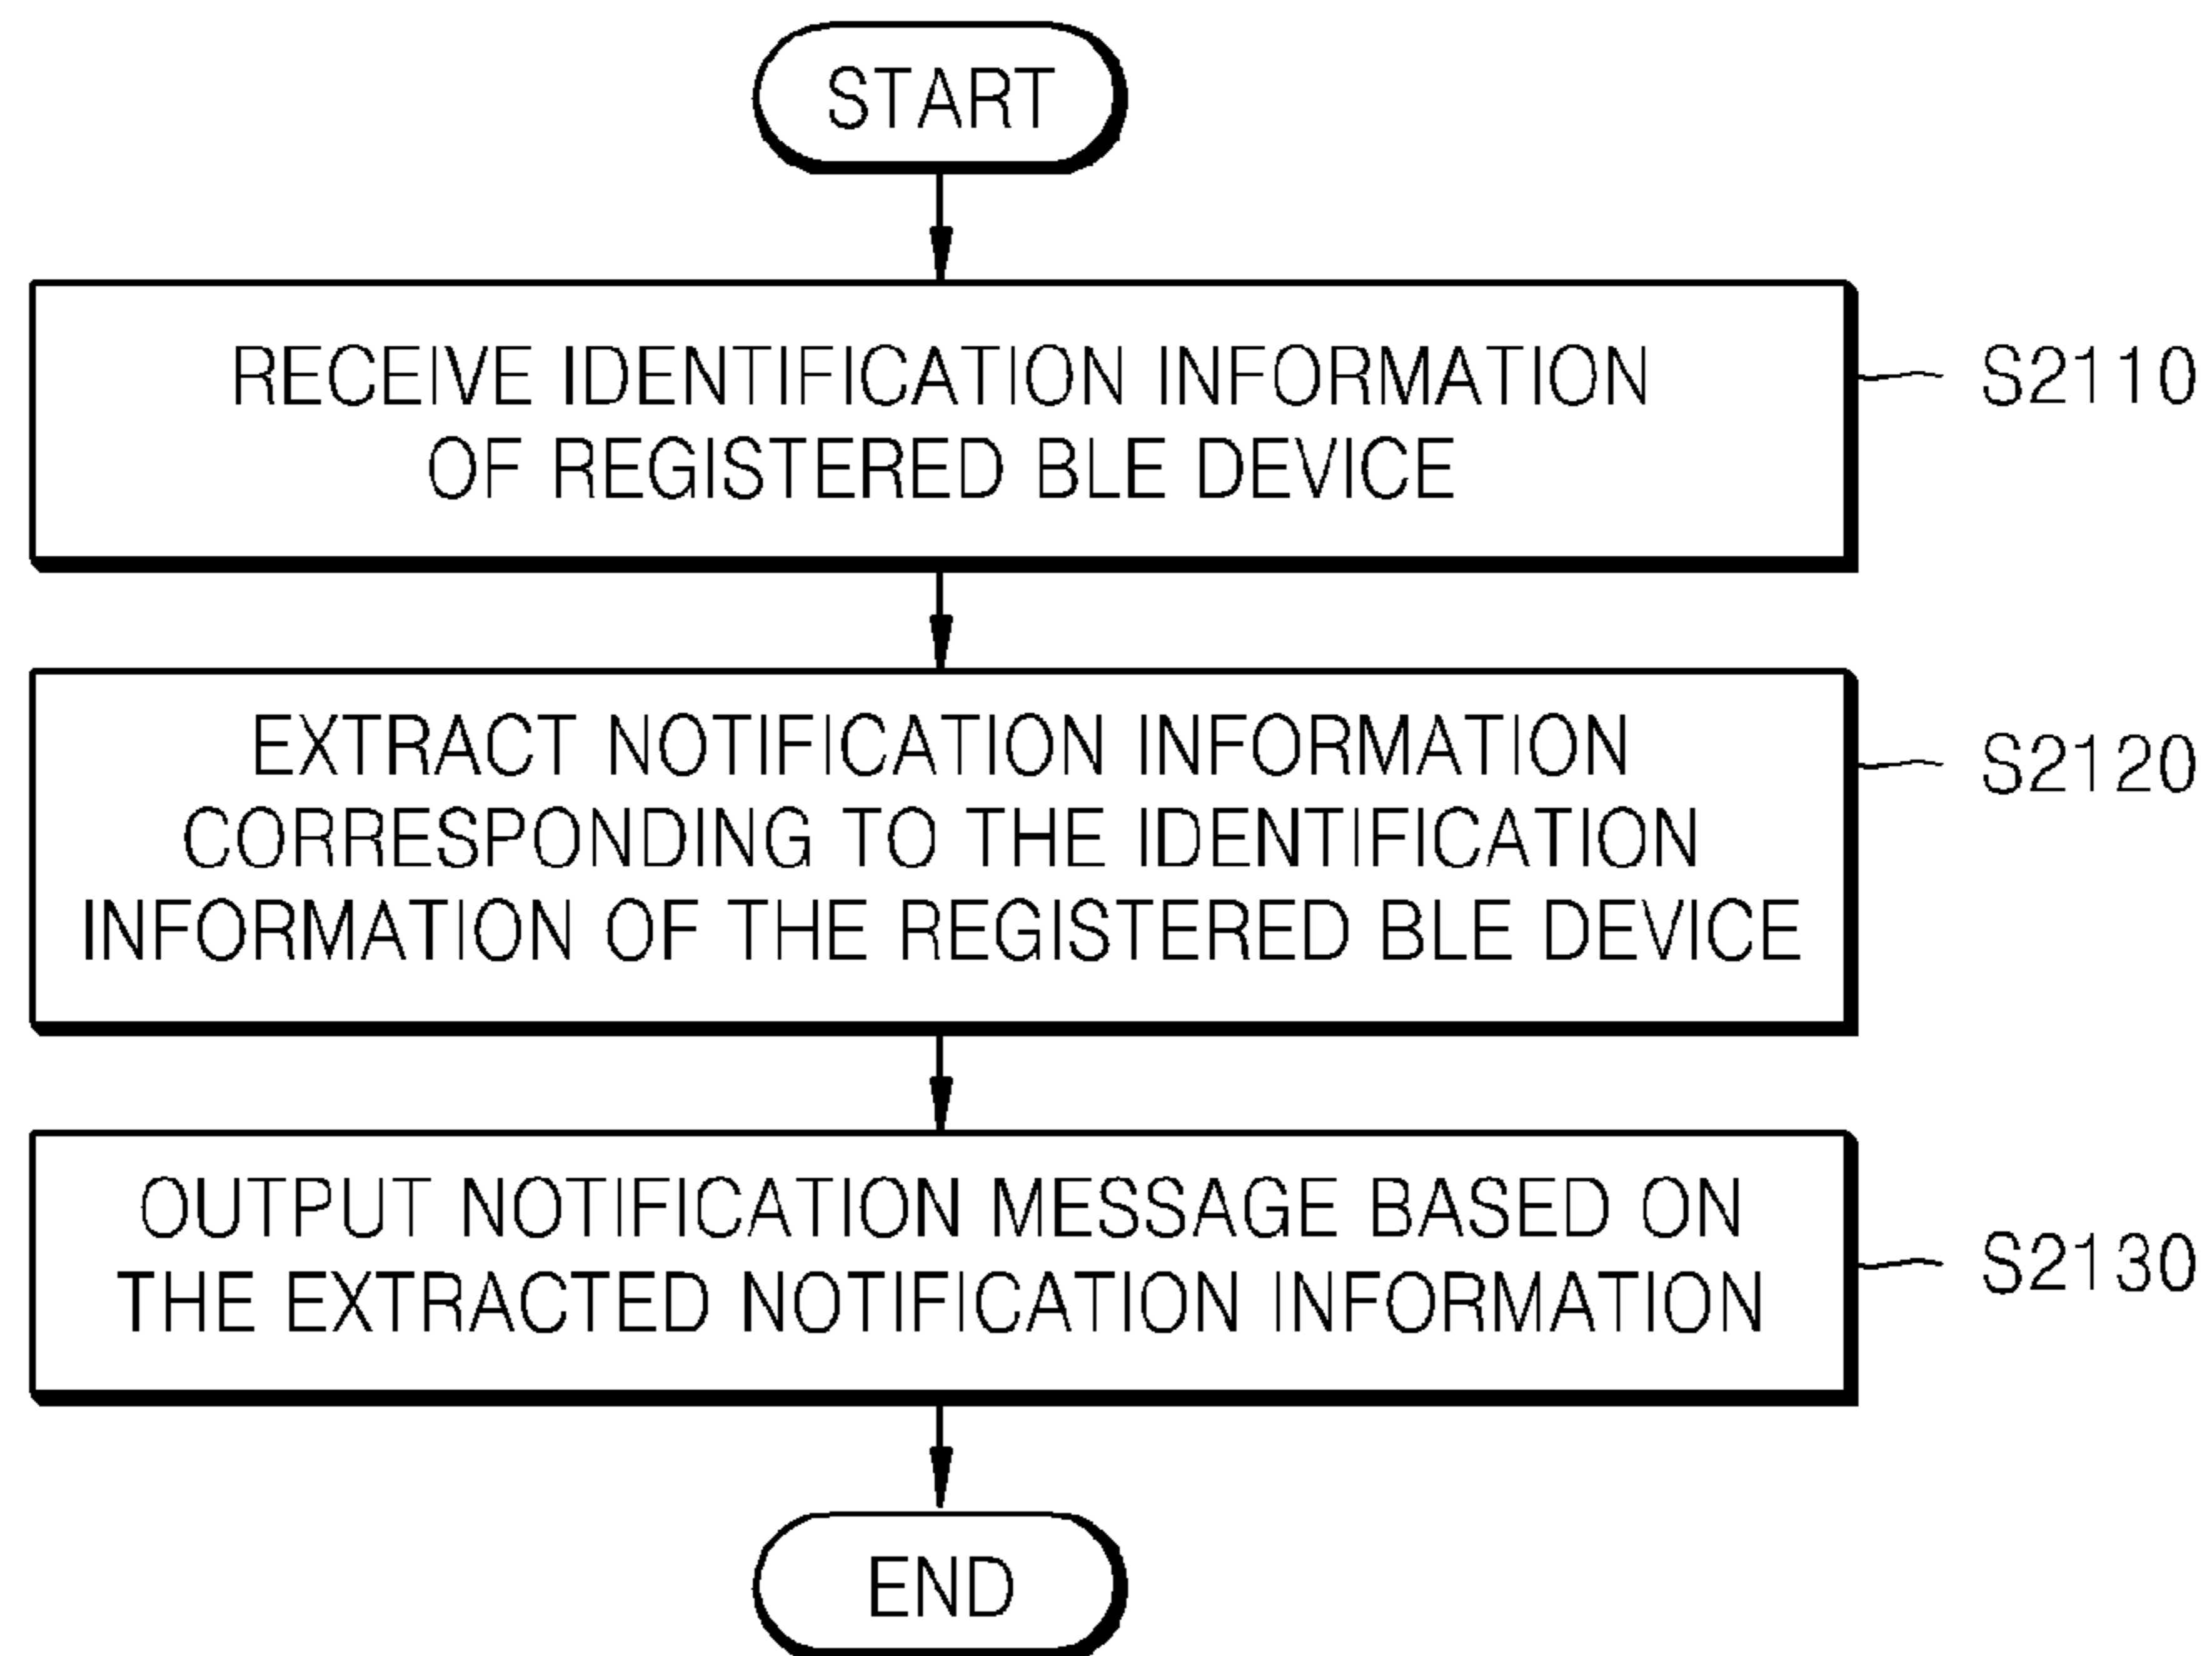 START
RECEIVE IDENTIFICATION INFORMATION
OF REGISTERED BLE DEVICE
S2110
EXTRACT NOTIFICATION INFORMATION
CORRESPONDING TO THE IDENTIFICATION
INFORMATION OF THE REGISTERED BLE DEVICE
S2120
OUTPUT NOTIFICATION MESSAGE BASED ON
THE EXTRACTED NOTIFICATION INFORMATION
S2130
END